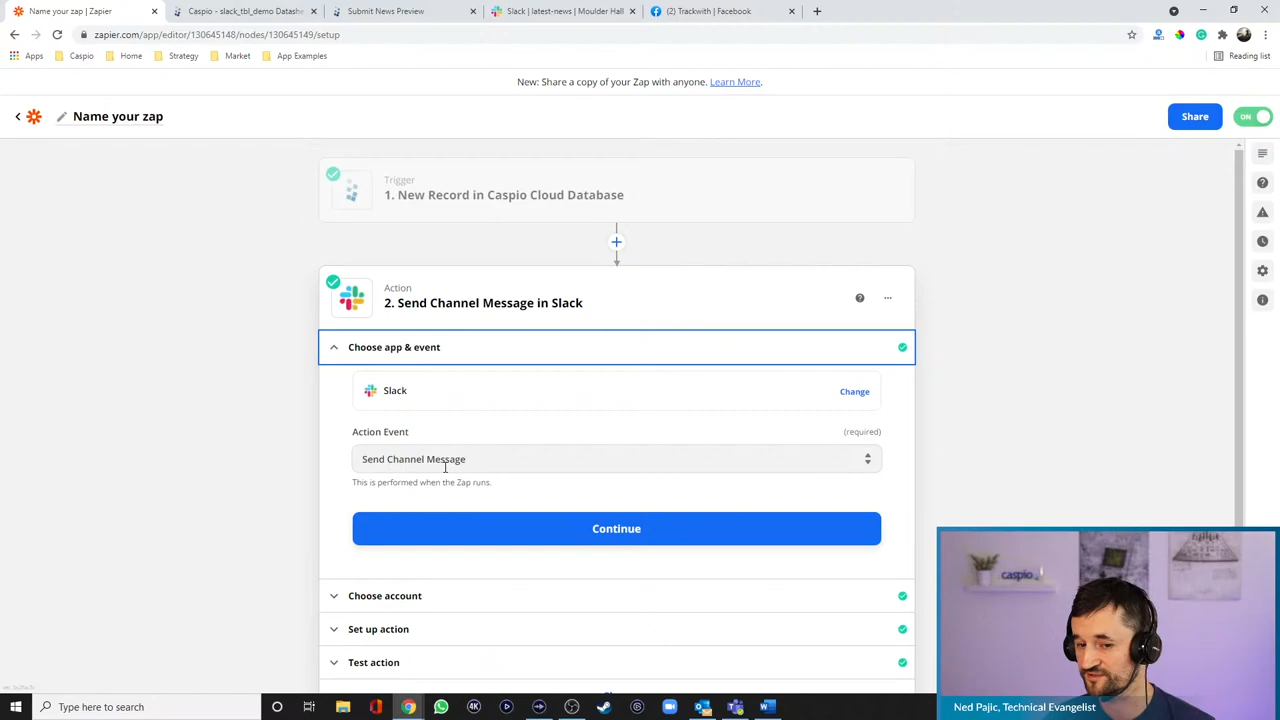 Name your zap | Zapier
Caspio - slack_tbl_demo Datashe
Submit News Preview
Slack | latest-news | Moulder Hall
(2) Trackwith | Facebook
zapier.com/app/editor/130645148/nodes/130645149/setup
Apps
Caspio
Home
Strategy
Market
App Examples
Reading list
New: Share a copy of your Zap with anyone. Learn More.
Name your zap
Share
ON
Trigger
1. New Record in Caspio Cloud Database
Action
2. Send Channel Message in Slack
Choose app & event
Slack
Change
Action Event
(required)
Send Channel Message
This is performed when the Zap runs.
Continue
Choose account
Set up action
Test action
caspio
Type here to search
4K
Ned Pajic, Technical Evangelist